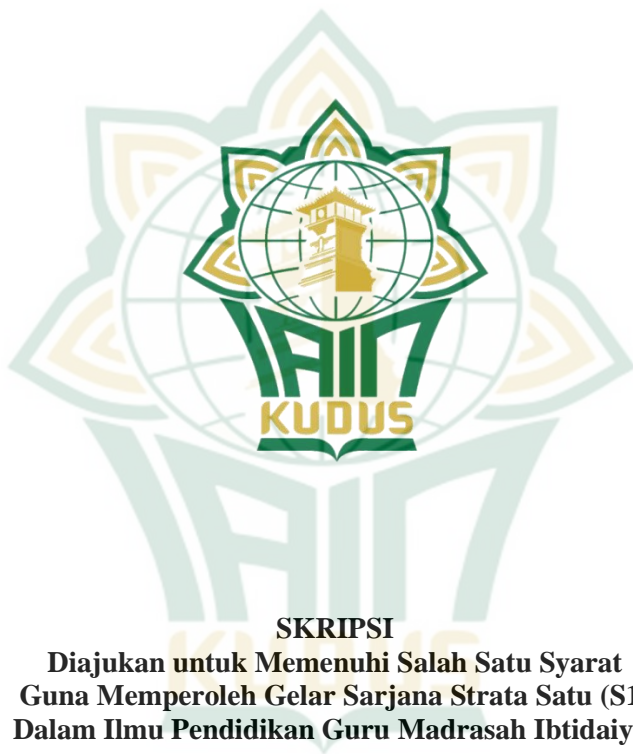 IAIN
KUDUS
SKRIPSI
Diajukan untuk Memenuhi Salah Satu Syarat
Guna Memperoleh Gelar Sarjana Strata Satu (S1
Dalam Ilmu Pendidikan Guru Madrasah Ibtidaiy